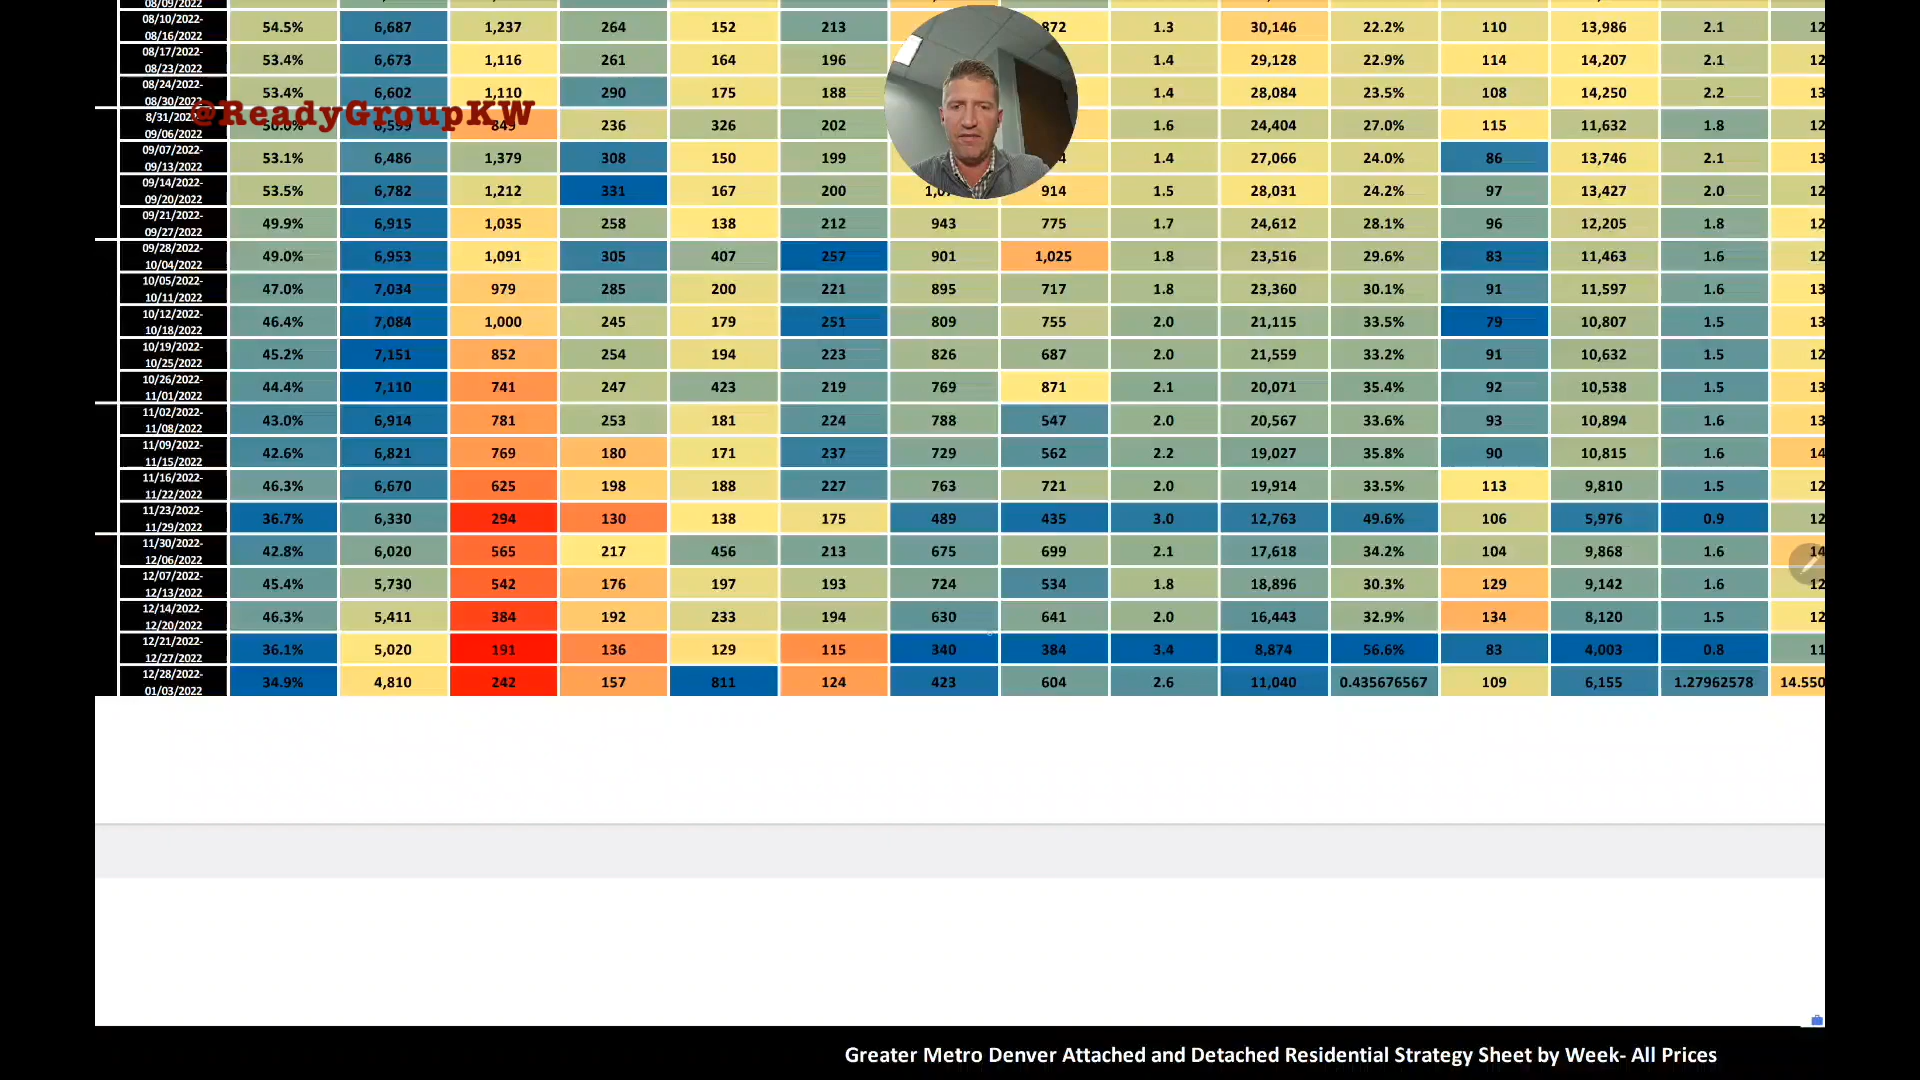 08/10/2022-
08/16/2022 54.5% 6,687 1,237 264 152 213 872 1.3 30,146 22.2% 110 13,986 2.1 12
08/17/2022-
08/23/2022 53.4% 6,673 1,116 261 164 196 1.4 29,128 22.9% 114 14,207 2.1 12
08/24/2022-
08/30/2022 53.4% 6,602 1,110 290 175 188 1.4 28,084 23.5% 108 14,250 2.2 13
@ReadyGroupKW
8/31/2022-
09/06/2022 50.0% 6,599 849 236 326 202 1.6 24,404 27.0% 115 11,632 1.8 12
09/07/2022-
09/13/2022 53.1% 6,486 1,379 308 150 199 4 1.4 27,066 24.0% 86 13,746 2.1 13
09/14/2022-
09/20/2022 53.5% 6,782 1,212 331 167 200 914 1.5 28,031 24.2% 97 13,427 2.0 12
09/21/2022-
09/27/2022 49.9% 6,915 1,035 258 138 212 943 775 1.7 24,612 28.1% 96 12,205 1.8 12
09/28/2022-
10/04/2022 49.0% 6,953 1,091 305 407 257 901 1,025 1.8 23,516 29.6% 83 11,463 1.6 12
10/05/2022-
10/11/2022 47.0% 7,034 979 285 200 221 895 717 1.8 23,360 30.1% 91 11,597 1.6 13
10/12/2022-
10/18/2022 46.4% 7,084 1,000 245 179 251 809 755 2.0 21,115 33.5% 79 10,807 1.5 13
10/19/2022-
10/25/2022 45.2% 7,151 852 254 194 223 826 687 2.0 21,559 33.2% 91 10,632 1.5 12
10/26/2022-
11/01/2022 44.4% 7,110 741 247 423 219 769 871 2.1 20,071 35.4% 92 10,538 1.5 13
11/02/2022-
11/08/2022 43.0% 6,914 781 253 181 224 788 547 2.0 20,567 33.6% 93 10,894 1.6 13
11/09/2022-
11/15/2022 42.6% 6,821 769 180 171 237 729 562 2.2 19,027 35.8% 90 10,815 1.6 14
11/16/2022-
11/22/2022 46.3% 6,670 625 198 188 227 763 721 2.0 19,914 33.5% 113 9,810 1.5 12
11/23/2022-
11/29/2022 36.7% 6,330 294 130 138 175 489 435 3.0 12,763 49.6% 106 5,976 0.9 12
11/30/2022-
12/06/2022 42.8% 6,020 565 217 456 213 675 699 2.1 17,618 34.2% 104 9,868 1.6 14
12/07/2022-
12/13/2022 45.4% 5,730 542 176 197 193 724 534 1.8 18,896 30.3% 129 9,142 1.6 12
12/14/2022-
12/20/2022 46.3% 5,411 384 192 233 194 630 641 2.0 16,443 32.9% 134 8,120 1.5 12
12/21/2022-
12/27/2022 36.1% 5,020 191 136 129 115 340 384 3.4 8,874 56.6% 83 4,003 0.8 11
12/28/2022-
01/03/2022 34.9% 4,810 242 157 811 124 423 604 2.6 11,040 0.435676567 109 6,155 1.27962578 14.550
Greater Metro Denver Attached and Detached Residential Strategy Sheet by Week- All Prices